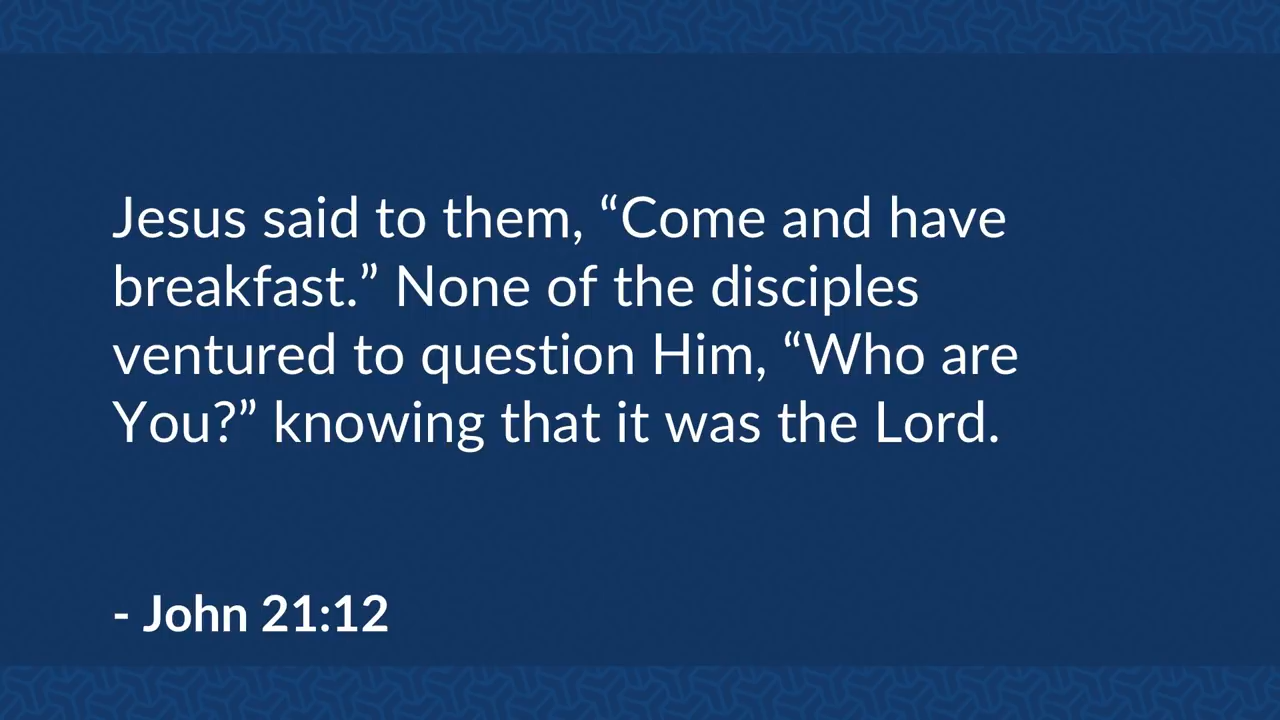 Jesus said to them, “Come and have
breakfast.” None of the disciples
ventured to question Him, “Who are
You?” knowing that it was the Lord.
- John 21:12